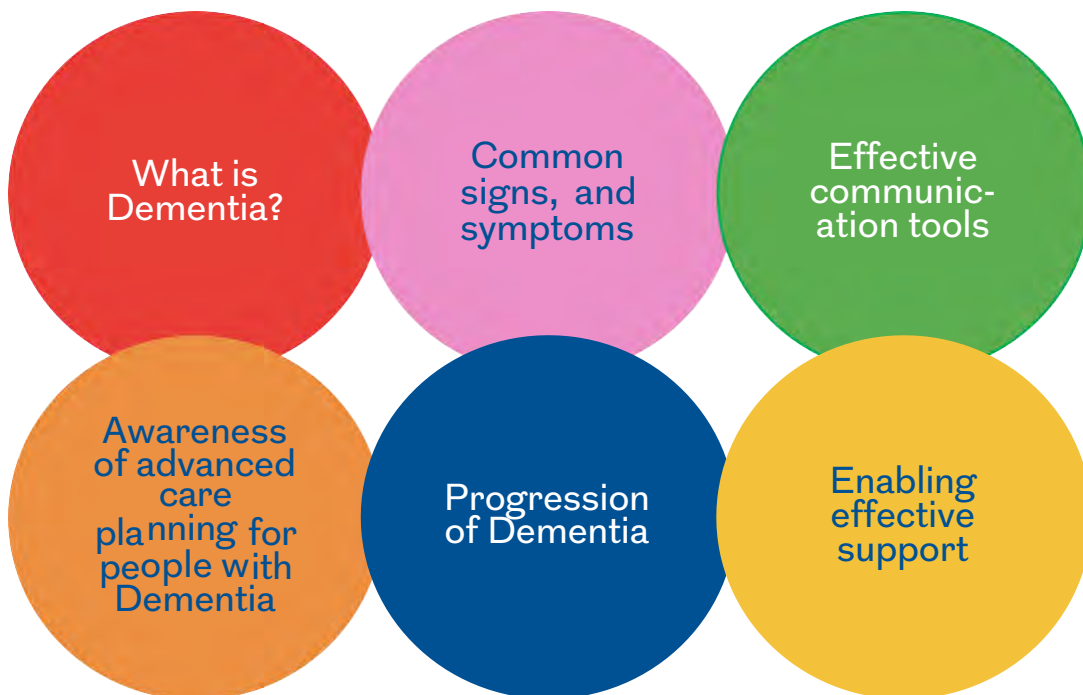 What is
Dementia?
Common
signs, and
symptoms
Effective
communic-
ation tools
Awareness
of advanced
care
planning for
people with
Dementia
Progression
of Dementia
Enabling
effective
support